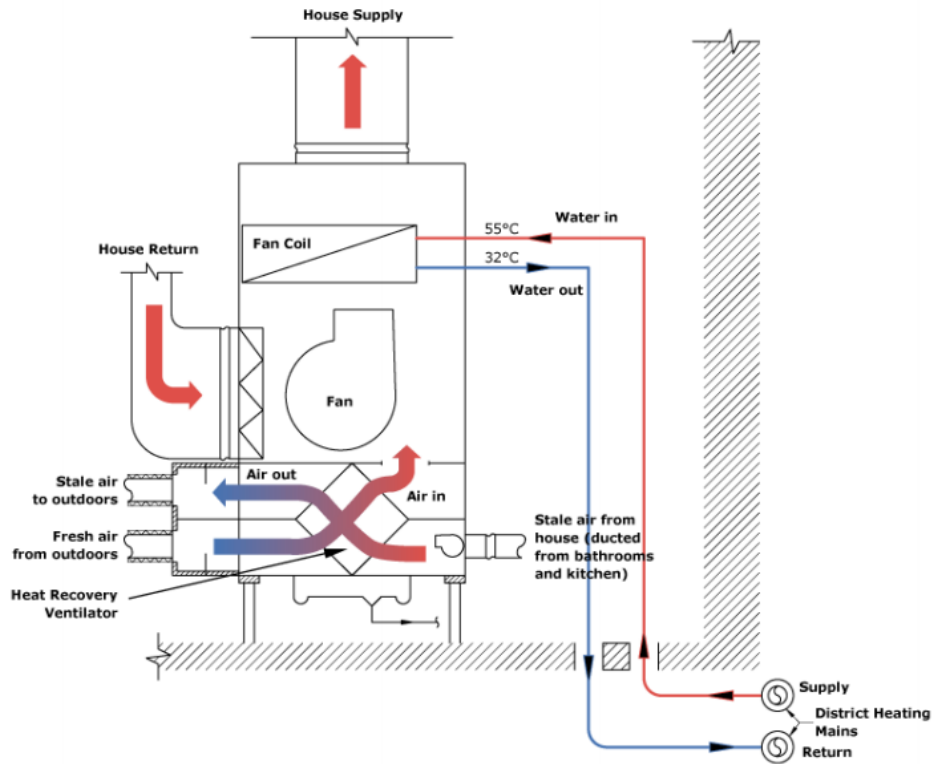 House Supply
55°C
Water in
Fan Coil
House Return
32°C
Water out
Fan
Air out
Stale air
to outdoors
Air in
Fresh air
from outdoors
Stale air from
house (ducted
from bathrooms
and kitchen)
Heat Recovery
Ventilator
Supply
District Heating
Mains
Return